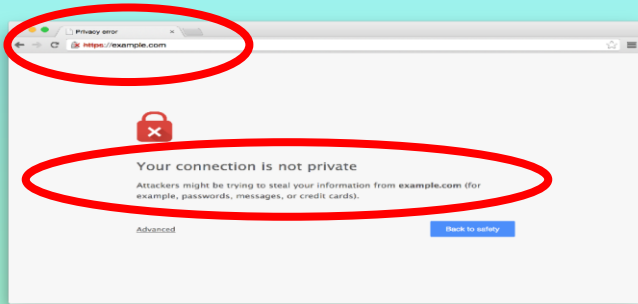 Privacy error
https://example.com
Your connection is not private
Attackers might be trying to steal your information from example.com (for
example, passwords, messages, or credit cards).
Advanced
Back to safety